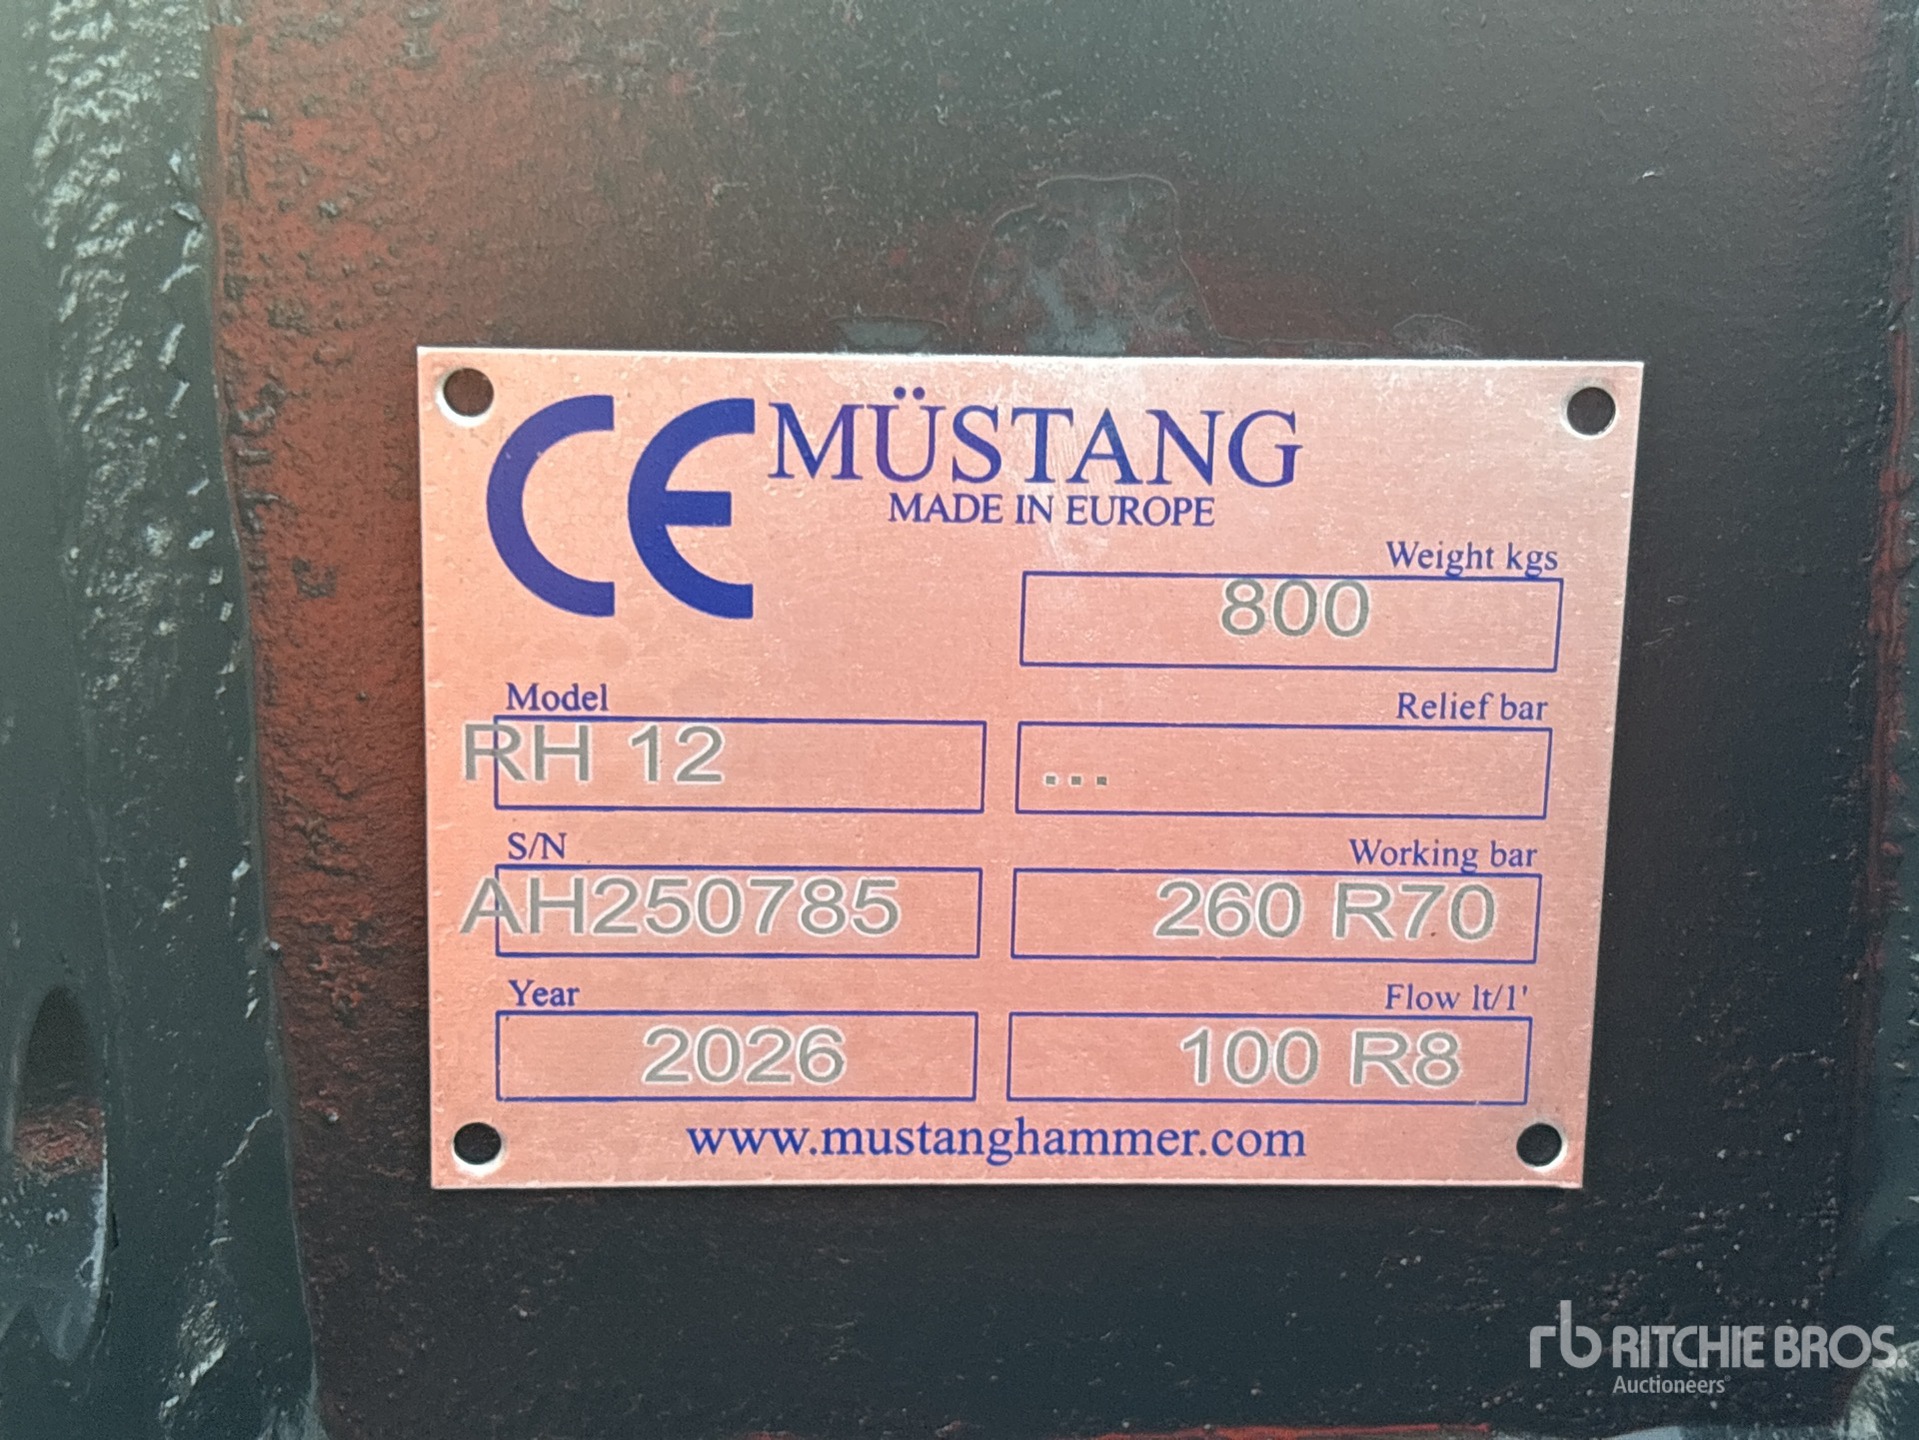 CE MÜSTANG
MADE IN EUROPE
Weight kgs
800
Model
RH 12
Relief bar
...
S/N
AH250785
Working bar
260 R70
Year
2026
Flow lt/1'
100 R8
www.mustanghammer.com
rb RITCHIE BROS.
Auctioneers